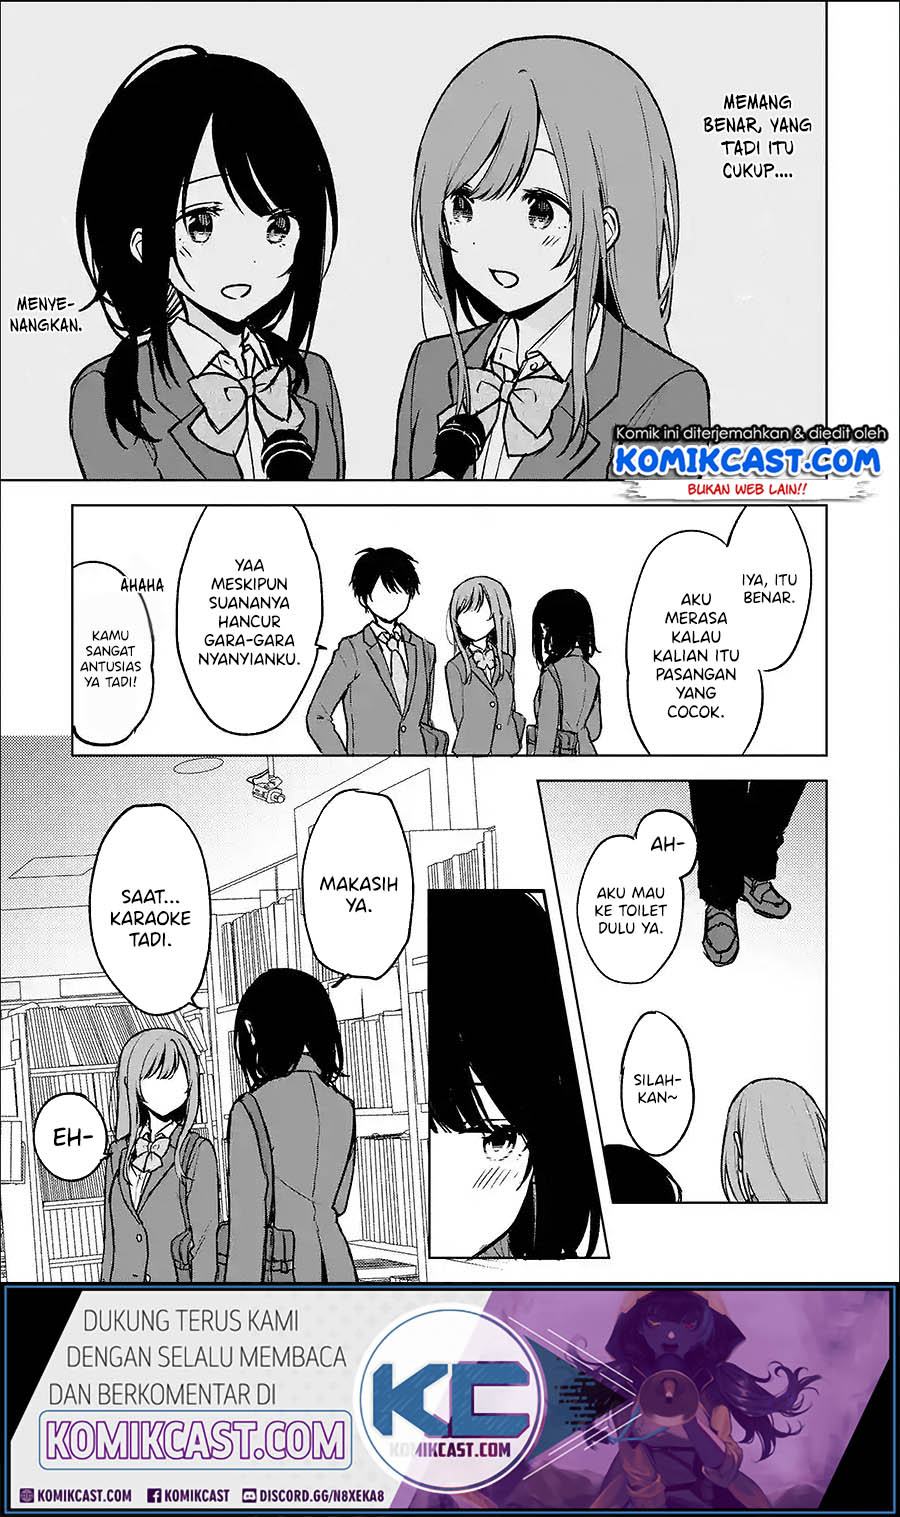 MEMANG
BENAR, YANG
TADI ITU
CUKUP....
MENYE-
NANGKAN.
Komik ini diterjemahkan & diedit oleh
KOMIKCAST.COM
BUKAN WEB LAIN!!
IYA, ITU
BENAR.
AKU
MERASA
KALAU
KALIAN ITU
PASANGAN
YANG
COCOK.
YAA
MESKIPUN
SUANANYA
HANCUR
GARA-GARA
NYANYIANKU.
AHAHA
KAMU
SANGAT
ANTUSIAS
YA TADI!
AH-
AKU MAU
KE TOILET
DULU YA.
SILAH-
KAN~
MAKASIH
YA.
SAAT...
KARAOKE
TADI.
EH-
DUKUNG TERUS KAMI
DENGAN SELALU MEMBACA
DAN BERKOMENTAR DI
KOMIKCAST.COM
KC
KOMIKCAST.COM
KOMIKCAST.COM
KOMIKCAST
DISCORD.GG/N8XEKA8